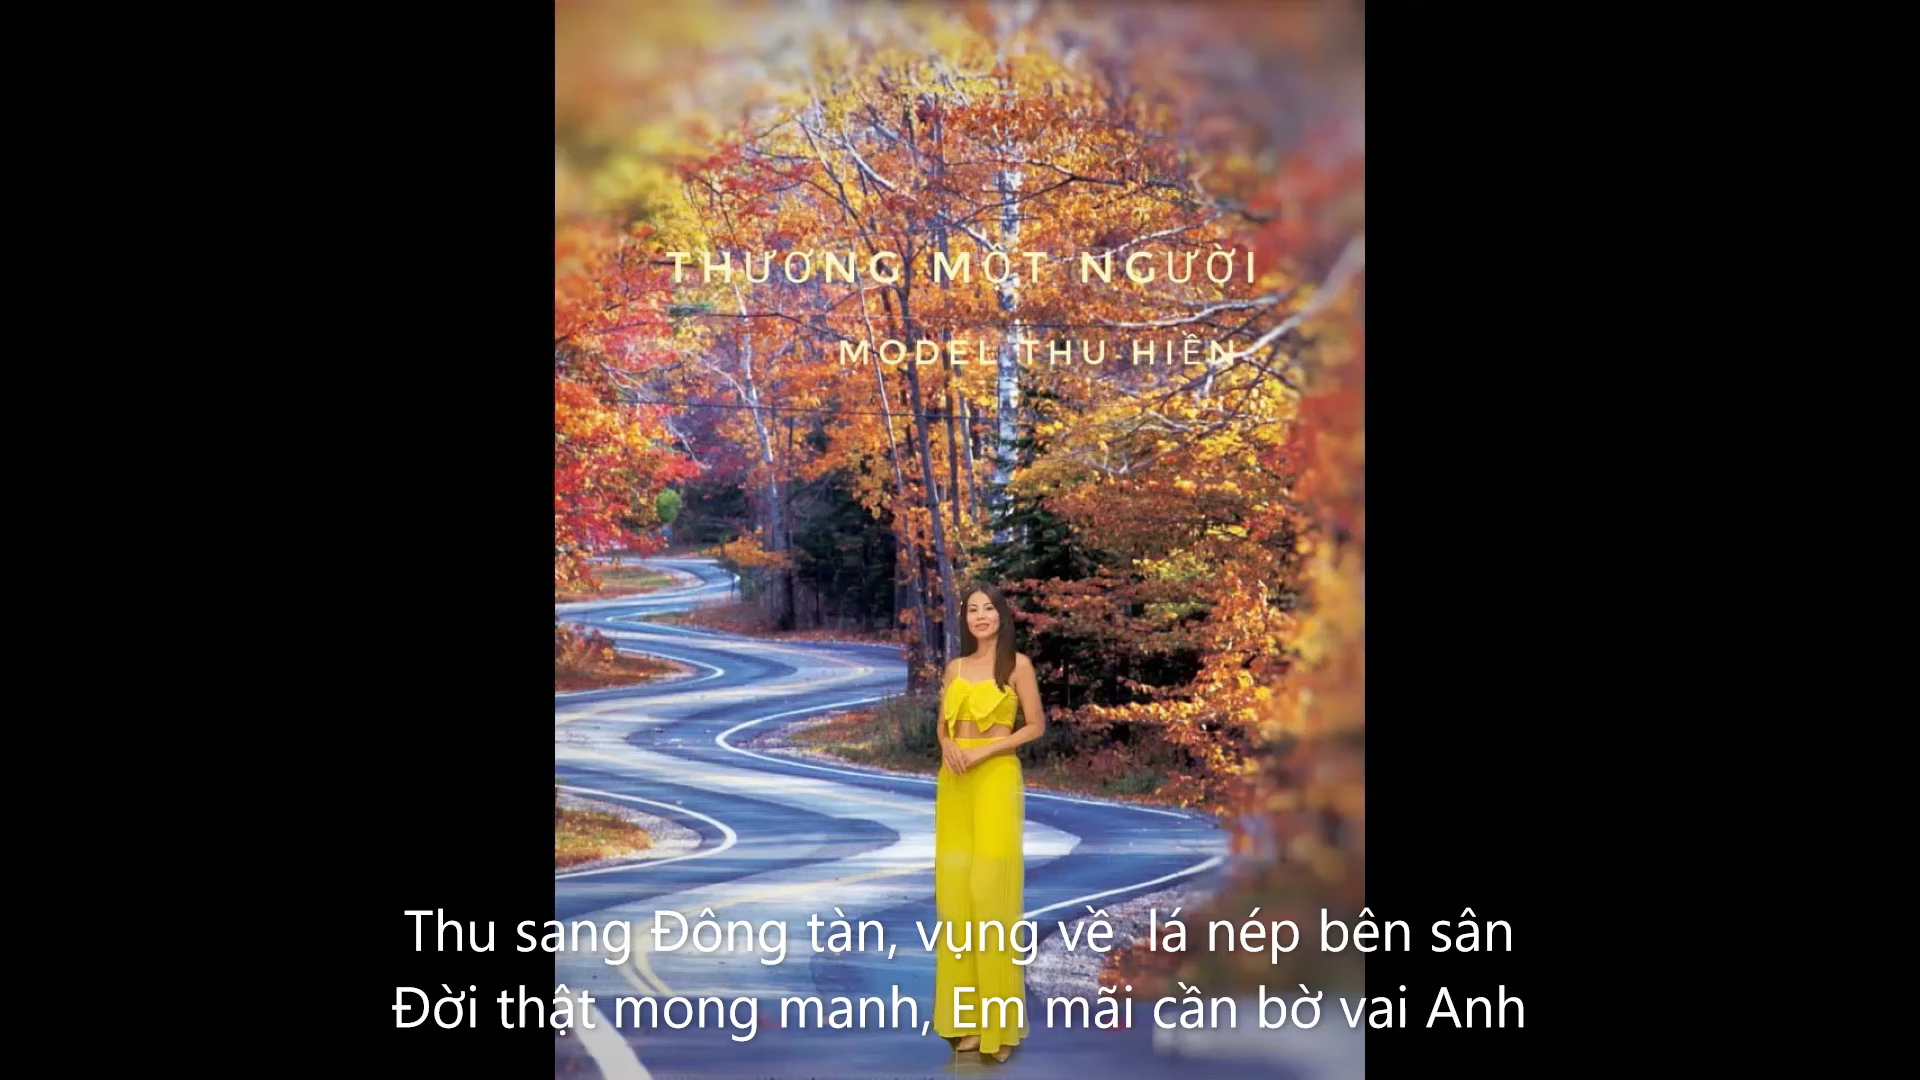 THƯƠNG MỘT NGƯỜI
MODEL THU HIỀN
Thu sang Đông tàn, vụng về  lá nép bên sân
Đời thật mong manh, Em mãi cần bờ vai Anh